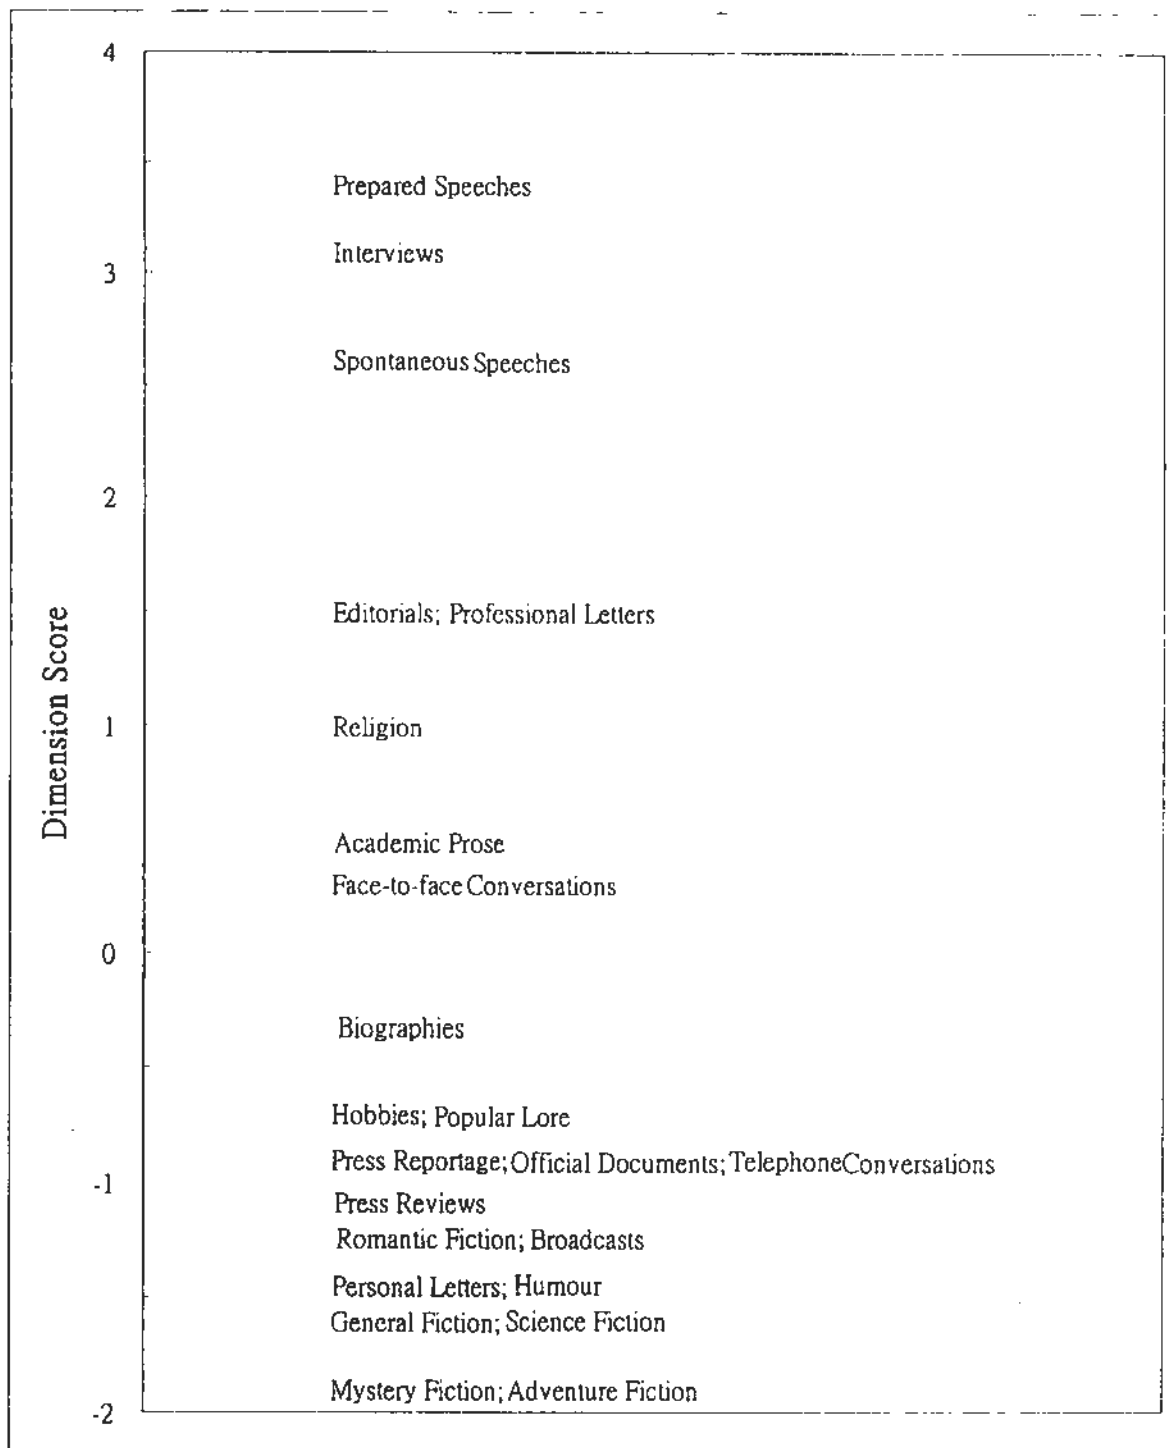 4
Prepared Speeches
Interviews
3
Spontaneous Speeches
2
Editorials; Professional Letters
Dimension Score
1
Religion
Academic Prose
Face-to-face Conversations
0
Biographies
Hobbies; Popular Lore
Press Reportage; Official Documents; Telephone Conversations
-1
Press Reviews
Romantic Fiction; Broadcasts
Personal Letters; Humour
General Fiction; Science Fiction
Mystery Fiction; Adventure Fiction
-2